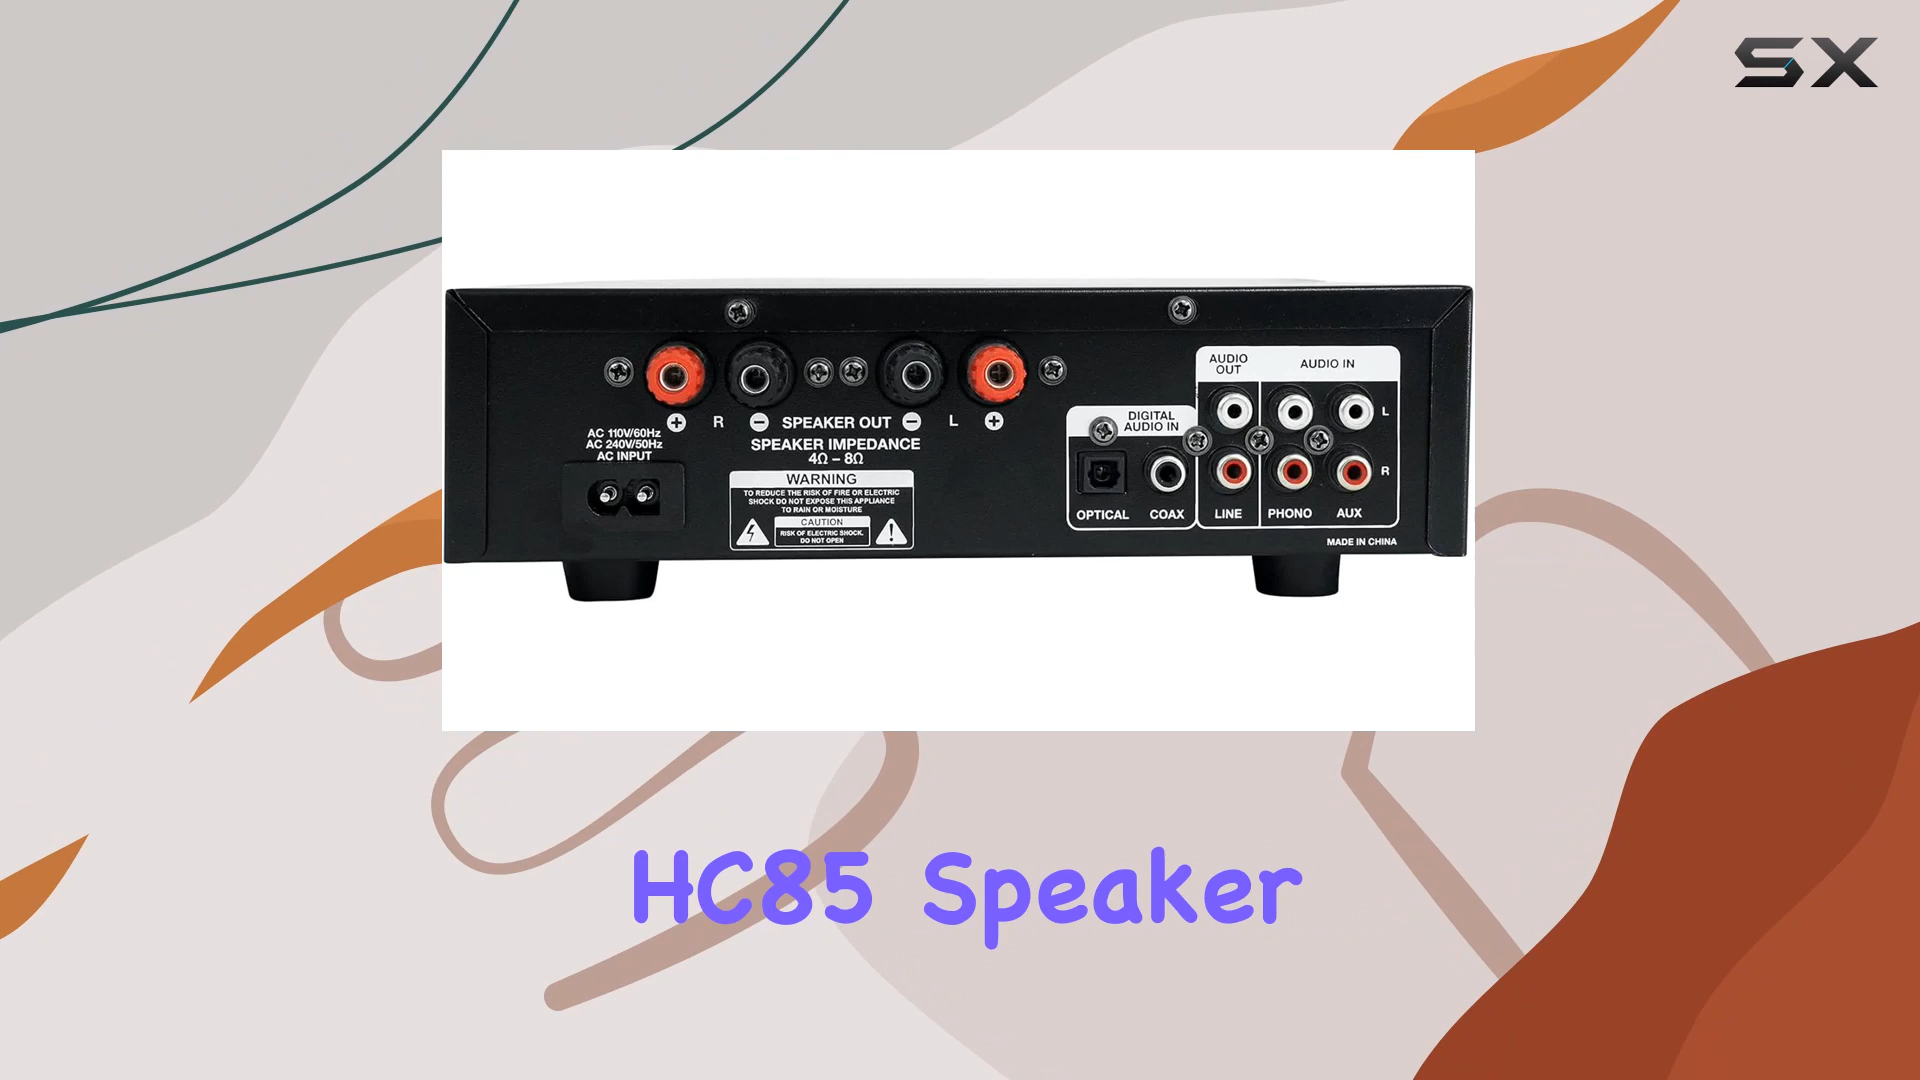 SX
AUDIO OUT
AUDIO IN
L
R
DIGITAL
AUDIO IN
OPTICAL
COAX
LINE
PHONO
AUX
MADE IN CHINA
+ R − SPEAKER OUT − L +
SPEAKER IMPEDANCE
4Ω – 8Ω
AC 110V/60Hz
AC 240V/50Hz
AC INPUT
WARNING
TO REDUCE THE RISK OF FIRE OR ELECTRIC
SHOCK DO NOT EXPOSE THIS APPLIANCE
TO RAIN OR MOISTURE
CAUTION
RISK OF ELECTRIC SHOCK.
DO NOT OPEN
HC85 Speaker